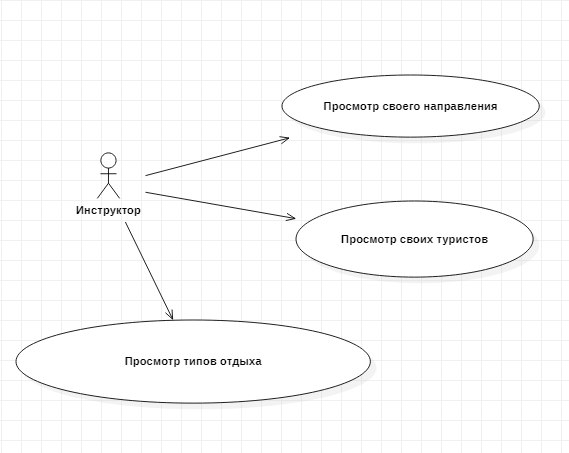 Просмотр своего направления
Инструктор
Просмотр своих туристов
Просмотр типов отдыха